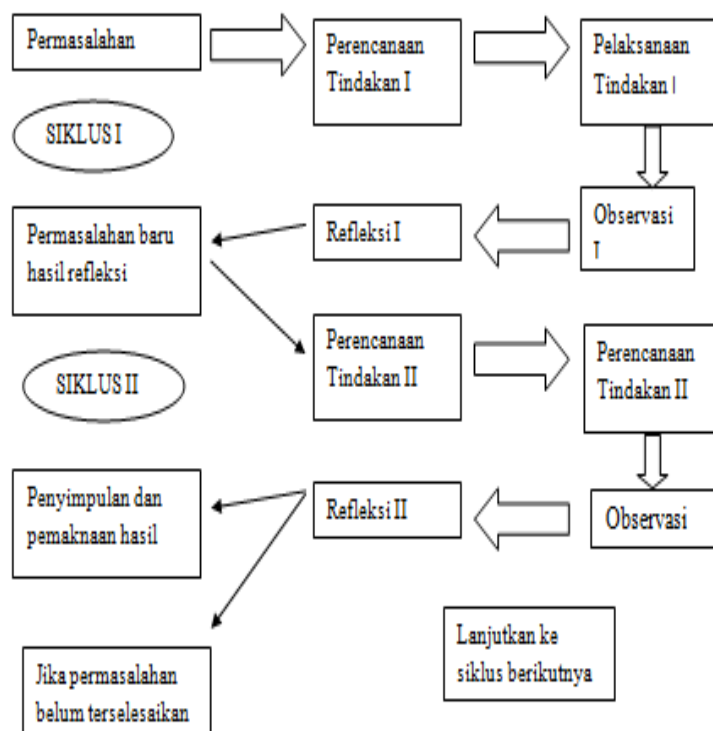 Permasalahan
Perencanaan
Tindakan I
Pelaksanaan
Tindakan I
SIKLUS I
Permasalahan baru
hasil refleksi
Refleksi I
Observasi
I
Perencanaan
Tindakan II
Perencanaan
Tindakan II
SIKLUS II
Penyimpulan dan
pemaknaan hasil
Refleksi II
Observasi
Jika permasalahan
belum terselesaikan
Lanjutkan ke
siklus berikutnya